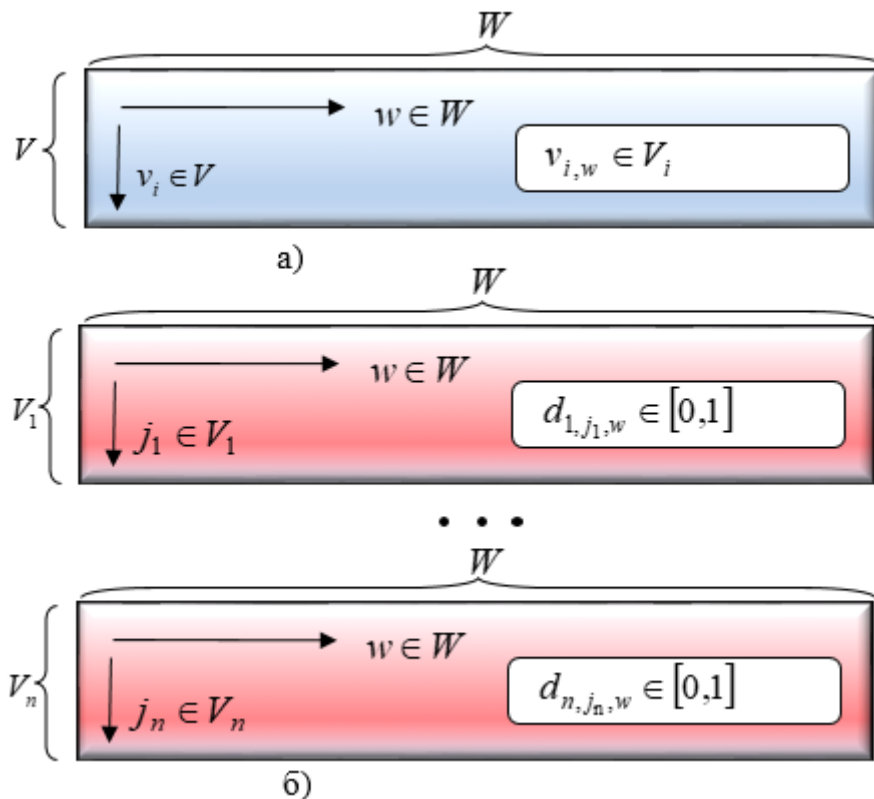 W
V
w ∈ W
v_i ∈ V
v_{i,w} ∈ V_i
а)
W
V_1
w ∈ W
j_1 ∈ V_1
d_{1,j_1,w} ∈ [0,1]
• • •
W
V_n
w ∈ W
j_n ∈ V_n
d_{n,j_n,w} ∈ [0,1]
б)